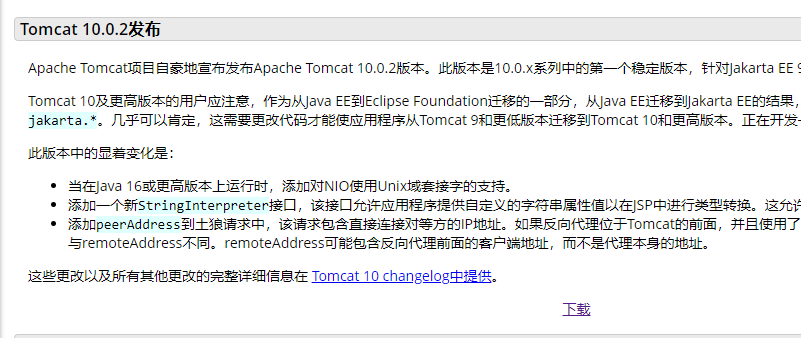 Tomcat 10.0.2发布
Apache Tomcat项目自豪地宣布发布Apache Tomcat 10.0.2版本。此版本是10.0.x系列中的第一个稳定版本，针对Jakarta EE 9
Tomcat 10及更高版本的用户应注意，作为从Java EE到Eclipse Foundation迁移的一部分，从Java EE迁移到Jakarta EE的结果，
jakarta.*。几乎可以肯定，这需要更改代码才能使应用程序从Tomcat 9和更低版本迁移到Tomcat 10和更高版本。正在开发一
此版本中的显着变化是：
当在Java 16或更高版本上运行时，添加对NIO使用Unix域套接字的支持。
添加一个新StringInterpreter接口，该接口允许应用程序提供自定义的字符串属性值以在JSP中进行类型转换。这允许
添加peerAddress到土狼请求中，该请求包含直接连接对等方的IP地址。如果反向代理位于Tomcat的前面，并且使用了
与remoteAddress不同。remoteAddress可能包含反向代理前面的客户端地址，而不是代理本身的地址。
这些更改以及所有其他更改的完整详细信息在 Tomcat 10 changelog中提供。
下载